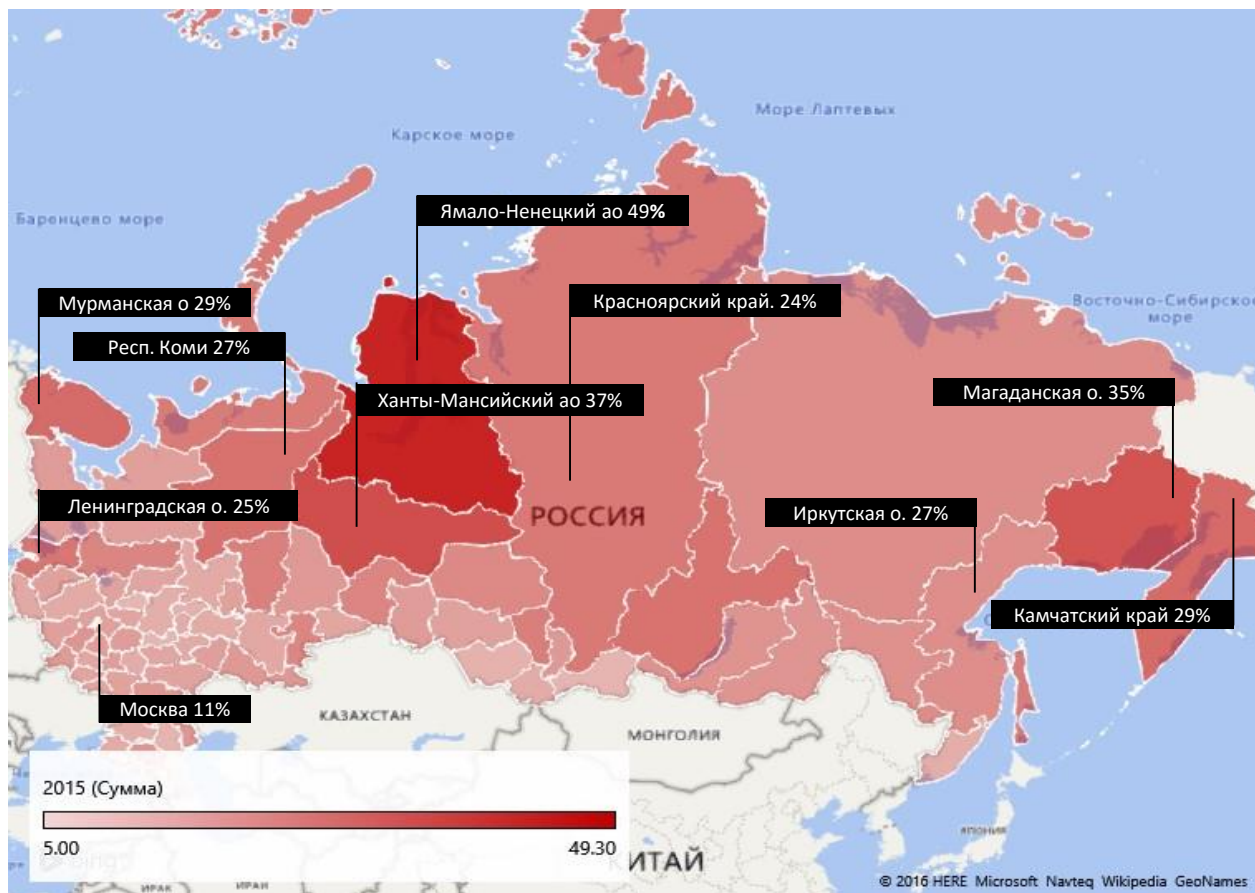 Море Лаптевых
Карское море
Ямало-Ненецкий ао 49%
Баренцево море
Мурманская о 29%
Красноярский край. 24%
Восточно-Сибирское
море
Респ. Коми 27%
Ханты-Мансийский ао 37%
Магаданская о. 35%
Ленинградская о. 25%
РОССИЯ
Иркутская о. 27%
Камчатский край 29%
Москва 11%
КАЗАХСТАН
МОНГОЛИЯ
2015 (Сумма)
5.00
49.30
ЯПОНИЯ
КИТАЙ
ИРАК
ИРАН
© 2016 HERE Microsoft Navteq Wikipedia GeoNames